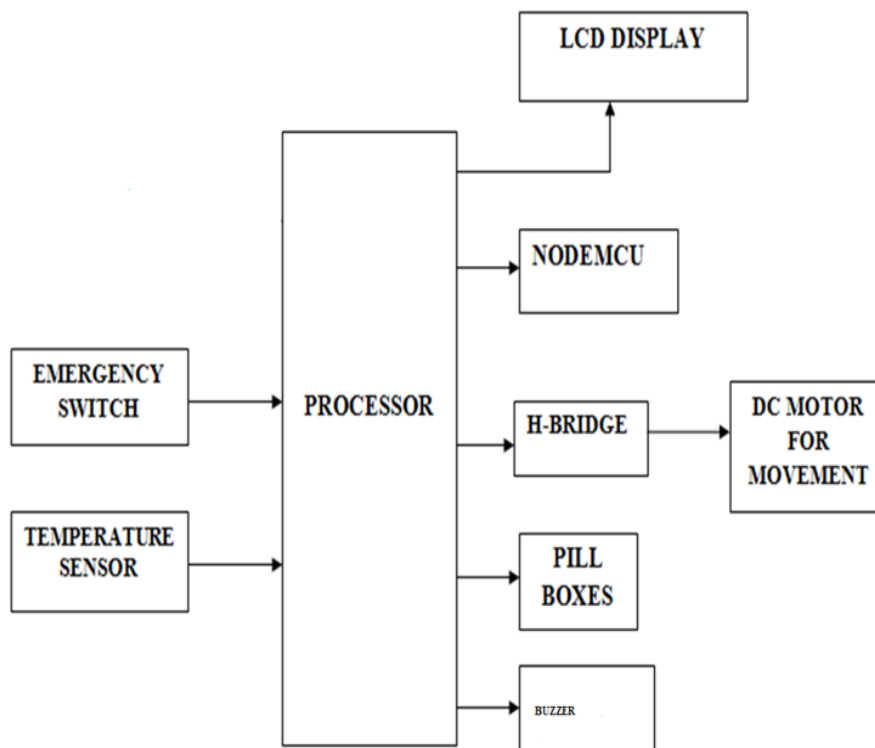 LCD DISPLAY
NODEMCU
EMERGENCY
SWITCH
PROCESSOR
H-BRIDGE
DC MOTOR
FOR
MOVEMENT
TEMPERATURE
SENSOR
PILL
BOXES
BUZZER